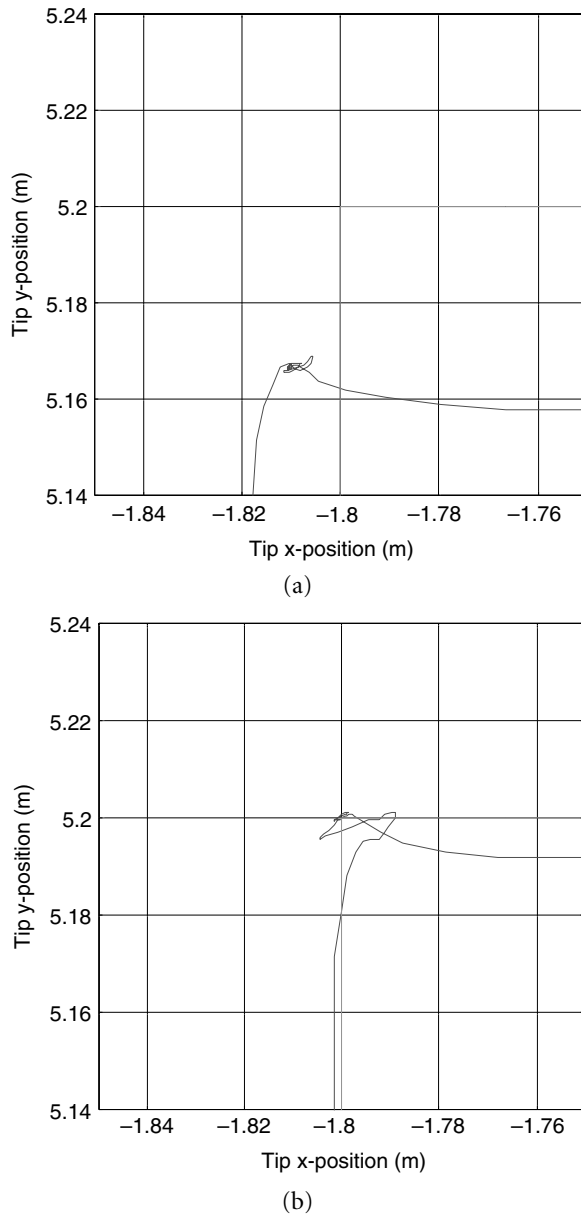 5.24
5.22
5.2
5.18
5.16
5.14
Tip y-position (m)
−1.84 −1.82 −1.8 −1.78 −1.76
Tip x-position (m)
(a)
5.24
5.22
5.2
5.18
5.16
5.14
Tip y-position (m)
−1.84 −1.82 −1.8 −1.78 −1.76
Tip x-position (m)
(b)